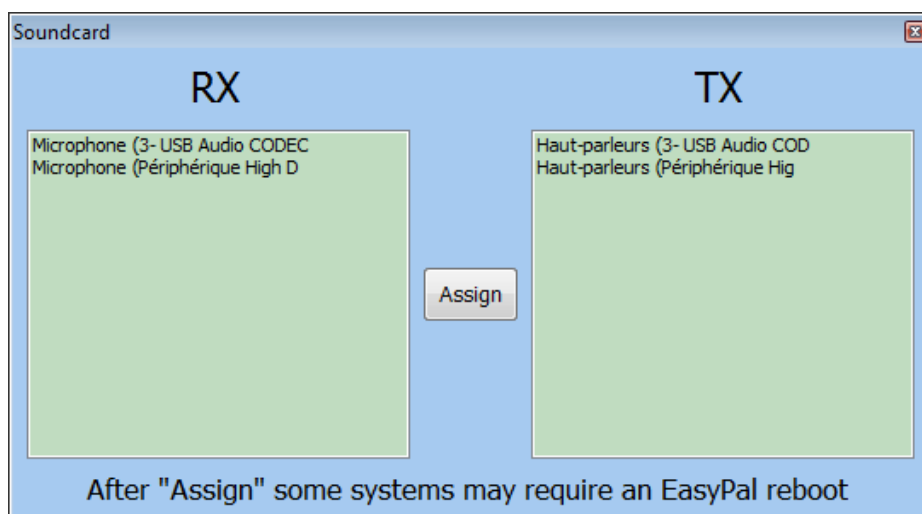 Soundcard
RX
TX
Microphone (3- USB Audio CODEC
Microphone (Périphérique High D
Haut-parleurs (3- USB Audio COD
Haut-parleurs (Périphérique Hig
Assign
After "Assign" some systems may require an EasyPal reboot